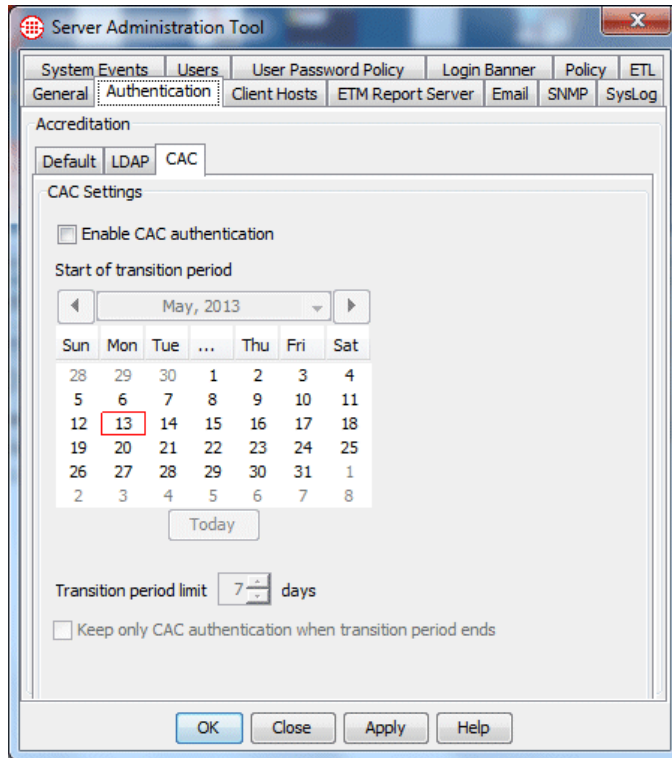 Server Administration Tool
System Events Users User Password Policy Login Banner Policy ETL
General Authentication Client Hosts ETM Report Server Email SNMP SysLog
Accreditation
Default LDAP CAC
CAC Settings
Enable CAC authentication
Start of transition period
May, 2013
Sun Mon Tue ... Thu Fri Sat
28 29 30 1 2 3 4
5 6 7 8 9 10 11
12 13 14 15 16 17 18
19 20 21 22 23 24 25
26 27 28 29 30 31 1
2 3 4 5 6 7 8
Today
Transition period limit 7 days
Keep only CAC authentication when transition period ends
OK Close Apply Help